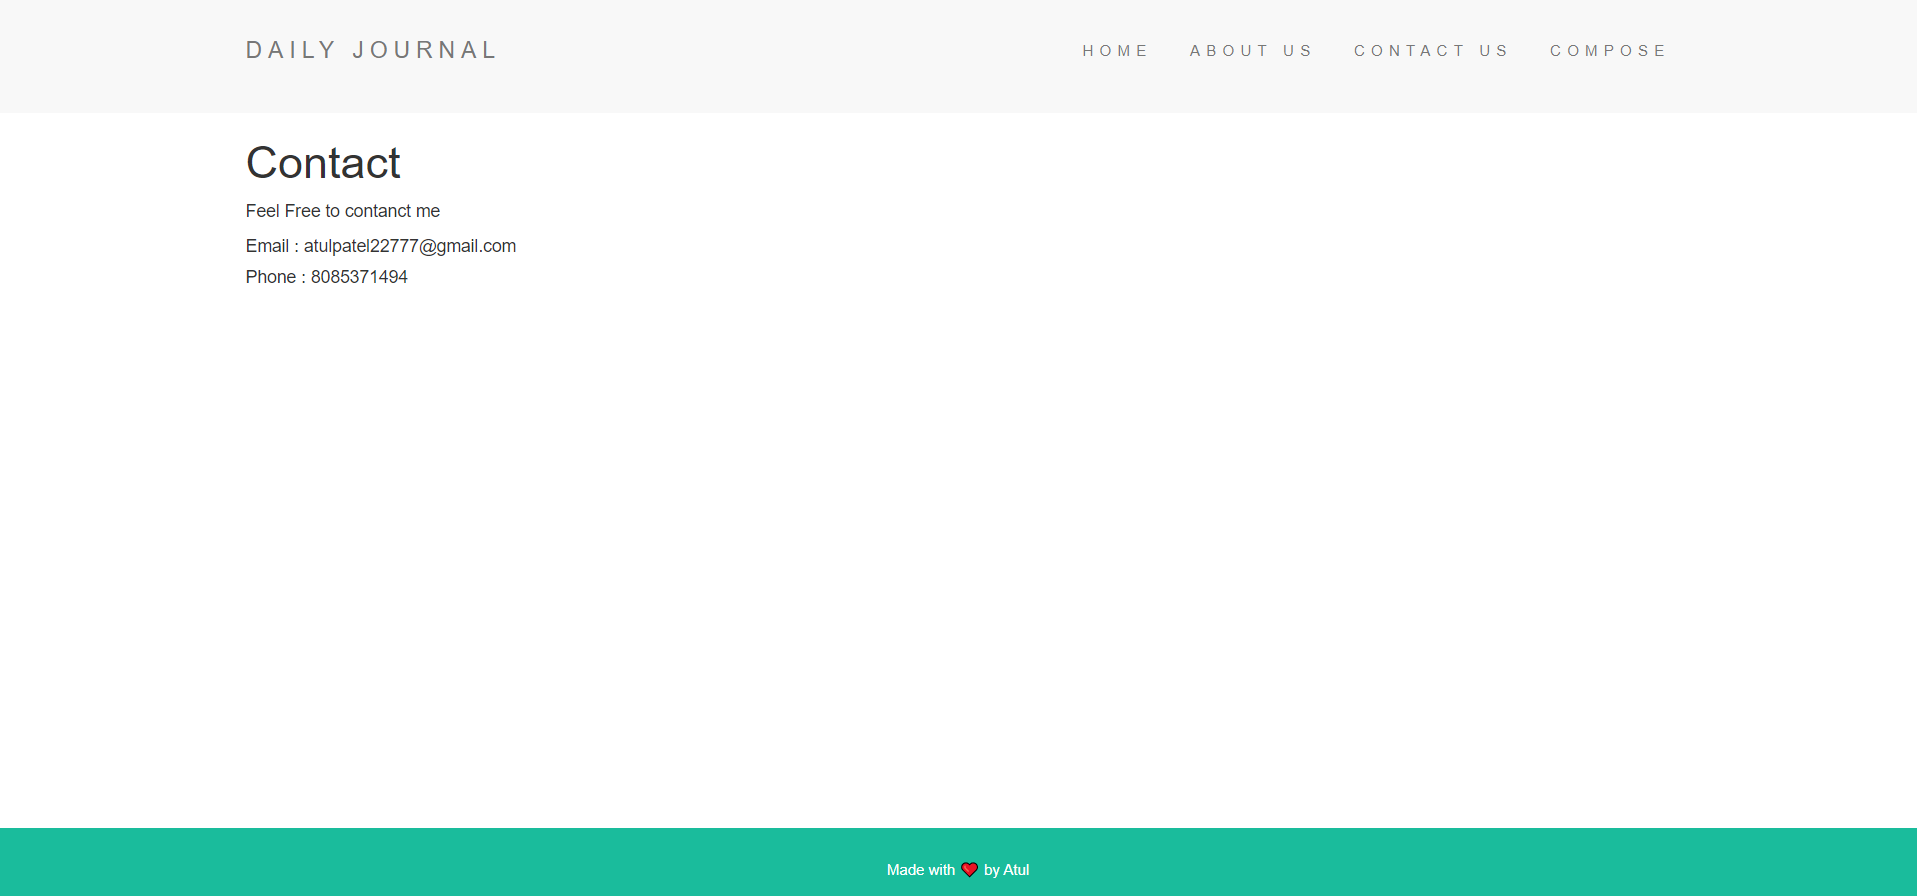 DAILY JOURNAL
HOME ABOUT US CONTACT US COMPOSE
Contact
Feel Free to contanct me
Email : atulpatel22777@gmail.com
Phone : 8085371494
Made with ❤ by Atul